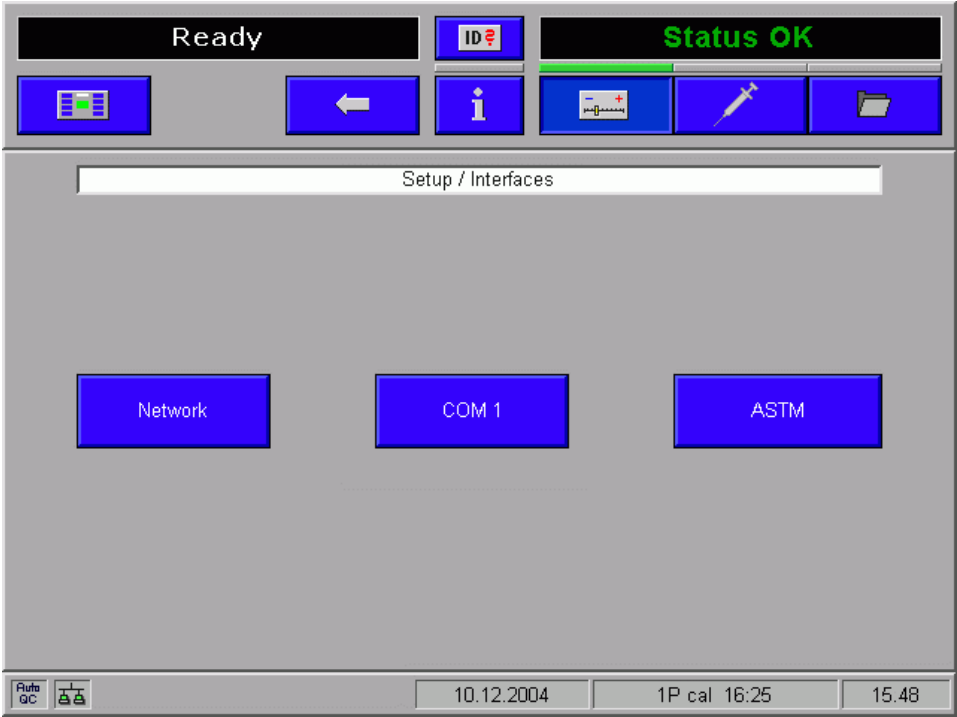 Ready
ID?
Status OK
i
Setup / Interfaces
Network
COM 1
ASTM
Auto
QC
10.12.2004
1P cal 16:25
15.48